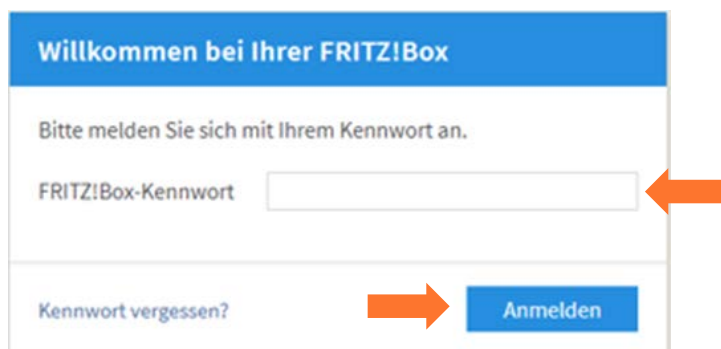 Willkommen bei Ihrer FRITZ!Box
Bitte melden Sie sich mit Ihrem Kennwort an.
FRITZ!Box-Kennwort
Kennwort vergessen?
Anmelden